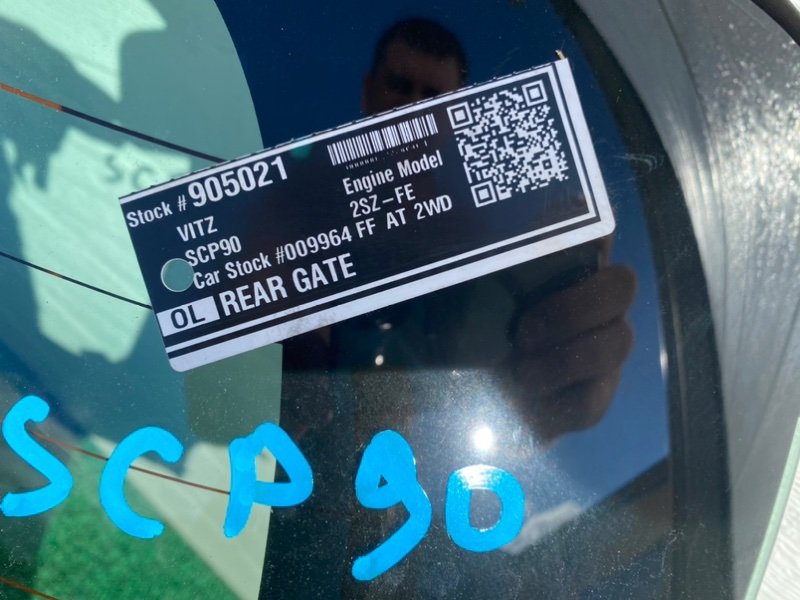 Stock #905021
Engine Model
VITZ
2SZ-FE
SCP90
FF AT 2WD
Car Stock #009964
OL REAR GATE
SCP90